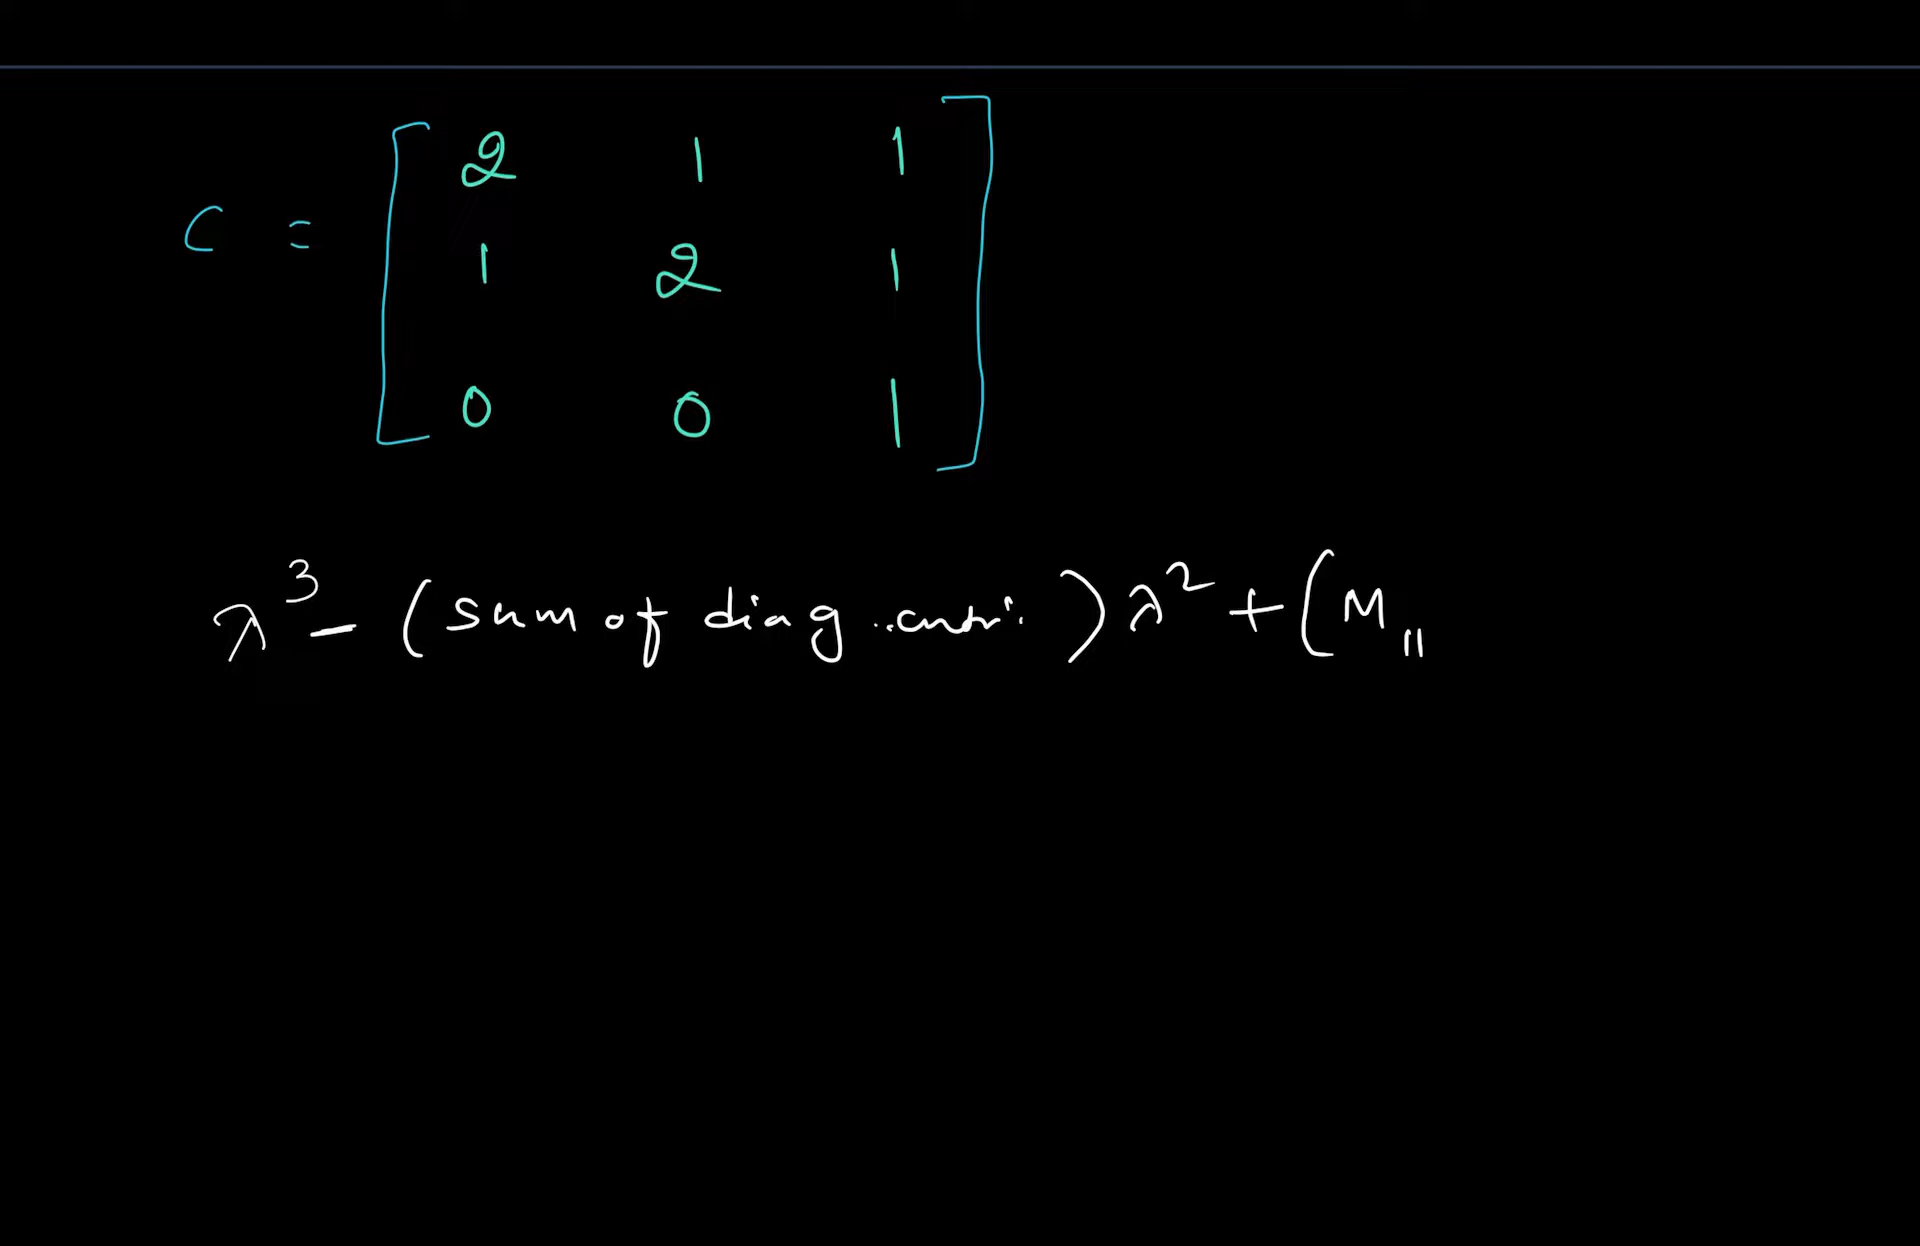 C = [ 2 1 1
1 2 1
0 0 1 ]
λ³ - (sum of diag. entri.) λ² + (M₁₁